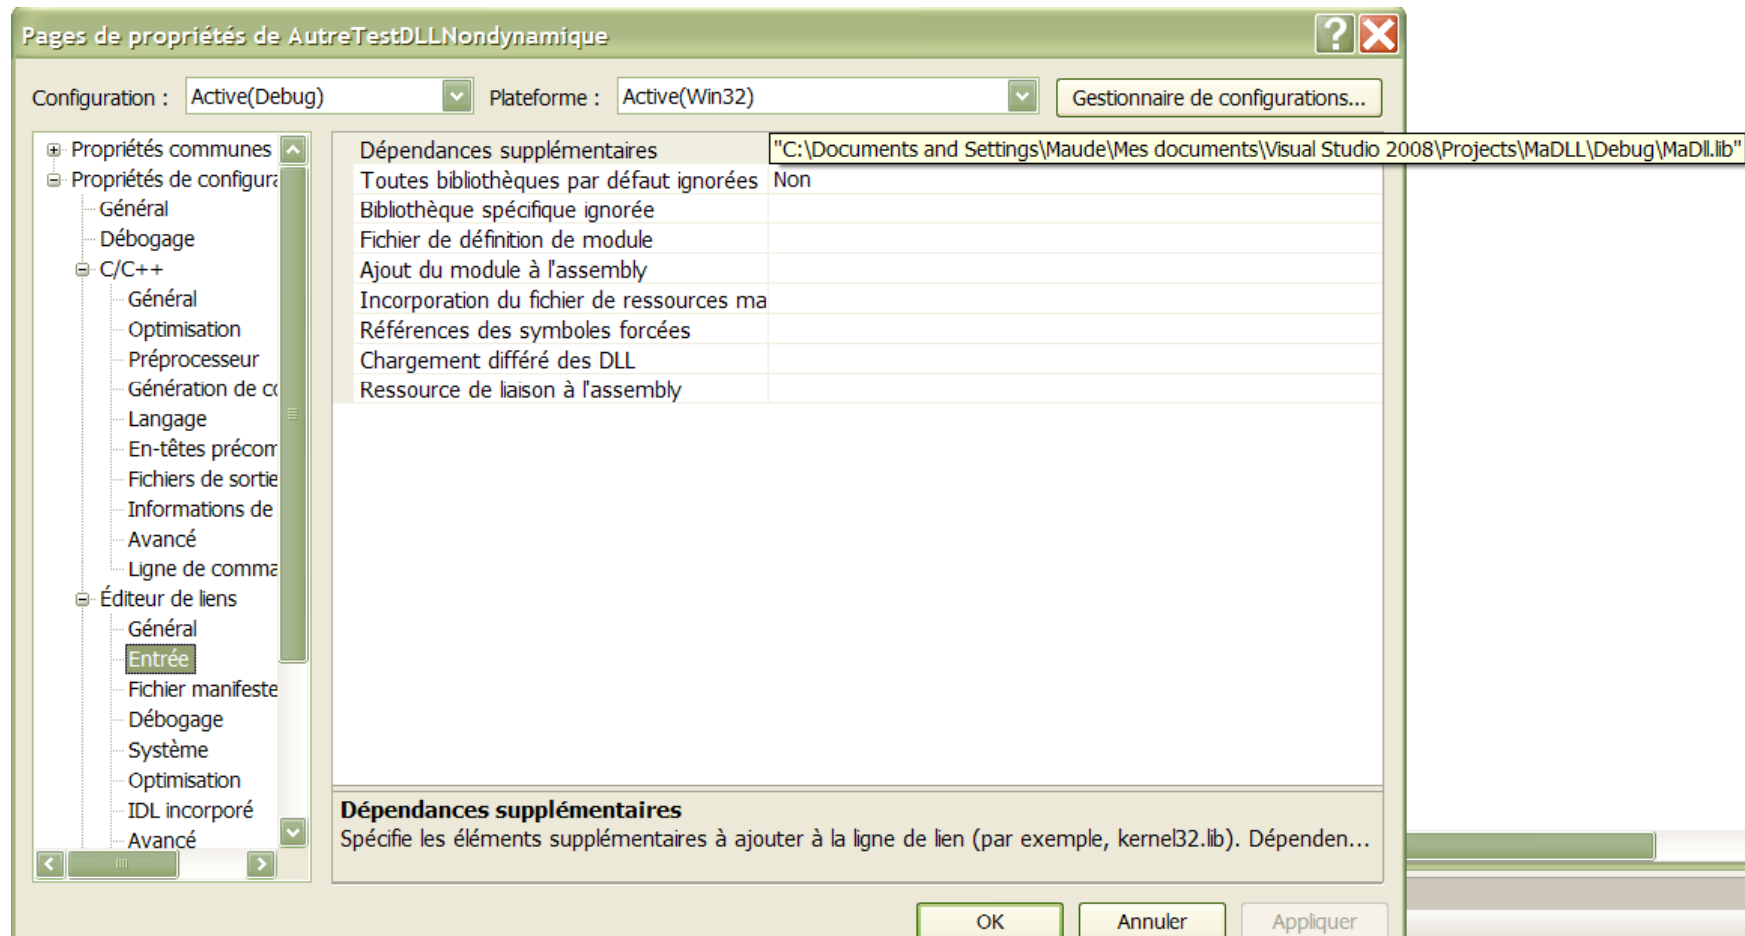 Pages de propriétés de AutreTestDLLNondynamique
Configuration : Active(Debug) Plateforme : Active(Win32) Gestionnaire de configurations...
Propriétés communes
Propriétés de configura
Général
Débogage
C/C++
Général
Optimisation
Préprocesseur
Génération de co
Langage
En-têtes précom
Fichiers de sortie
Informations de
Avancé
Ligne de comma
Éditeur de liens
Général
Entrée
Fichier manifeste
Débogage
Système
Optimisation
IDL incorporé
Avancé
Dépendances supplémentaires "C:\Documents and Settings\Maude\Mes documents\Visual Studio 2008\Projects\MaDLL\Debug\MaDll.lib"
Toutes bibliothèques par défaut ignorées Non
Bibliothèque spécifique ignorée
Fichier de définition de module
Ajout du module à l'assembly
Incorporation du fichier de ressources ma
Références des symboles forcées
Chargement différé des DLL
Ressource de liaison à l'assembly
Dépendances supplémentaires
Spécifie les éléments supplémentaires à ajouter à la ligne de lien (par exemple, kernel32.lib). Dépenden...
OK Annuler Appliquer